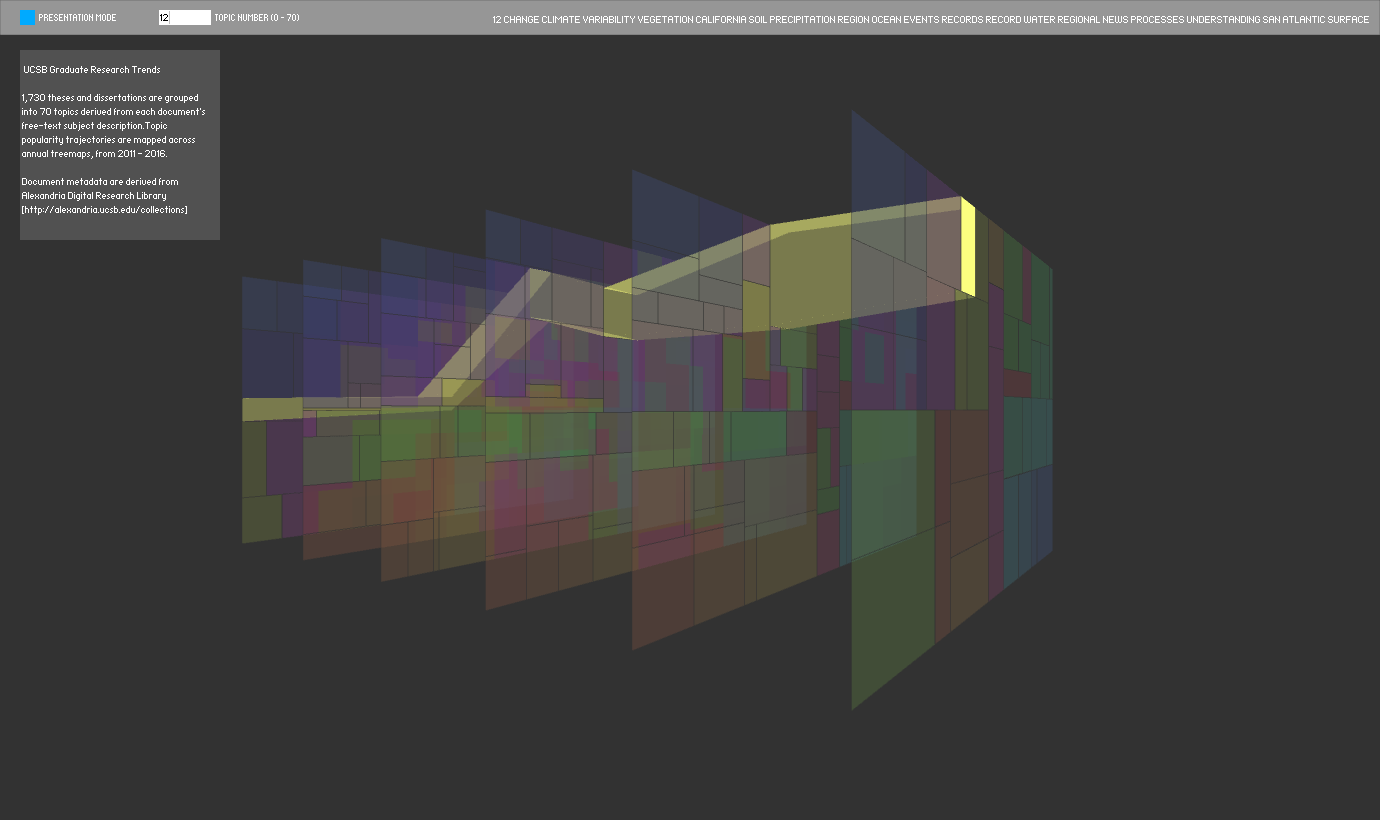 PRESENTATION MODE 12 TOPIC NUMBER (0 - 70) 12 CHANGE CLIMATE VARIABILITY VEGETATION CALIFORNIA SOIL PRECIPITATION REGION OCEAN EVENTS RECORDS RECORD WATER REGIONAL NEWS PROCESSES UNDERSTANDING SAN ATLANTIC SURFACE
UCSB Graduate Research Trends
1,730 theses and dissertations are grouped
into 70 topics derived from each document's
free-text subject description.Topic
popularity trajectories are mapped across
annual treemaps, from 2011 - 2016.
Document metadata are derived from
Alexandria Digital Research Library
[http://alexandria.ucsb.edu/collections]